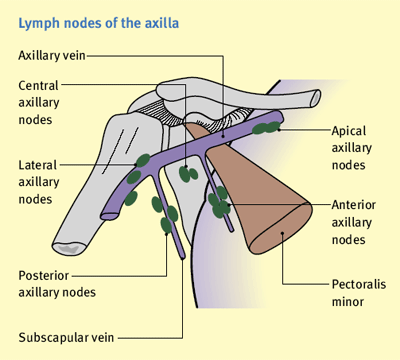 Lymph nodes of the axilla
Axillary vein
Central
axillary
nodes
Lateral
axillary
nodes
Posterior
axillary nodes
Subscapular vein
Apical
axillary
nodes
Anterior
axillary
nodes
Pectoralis
minor